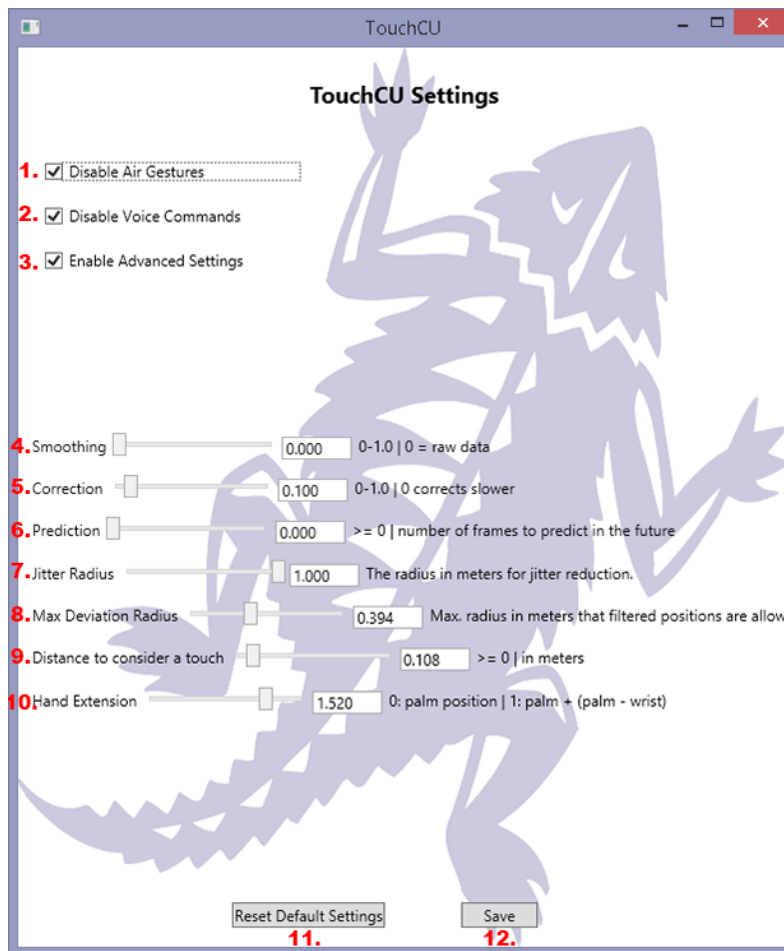 TouchCU
TouchCU Settings
1. Disable Air Gestures
2. Disable Voice Commands
3. Enable Advanced Settings
4. Smoothing 0.000 0-1.0 | 0 = raw data
5. Correction 0.100 0-1.0 | 0 corrects slower
6. Prediction 0.000 >= 0 | number of frames to predict in the future
7. Jitter Radius 1.000 The radius in meters for jitter reduction.
8. Max Deviation Radius 0.394 Max. radius in meters that filtered positions are allow
9. Distance to consider a touch 0.108 >= 0 | in meters
10. Hand Extension 1.520 0: palm position | 1: palm + (palm - wrist)
Reset Default Settings Save
11. 12.